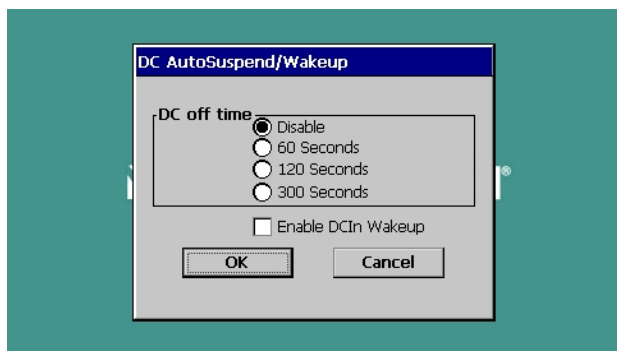 DC AutoSuspend/Wakeup
DC off time
Disable
60 Seconds
120 Seconds
300 Seconds
®
Enable DCIn Wakeup
OK Cancel